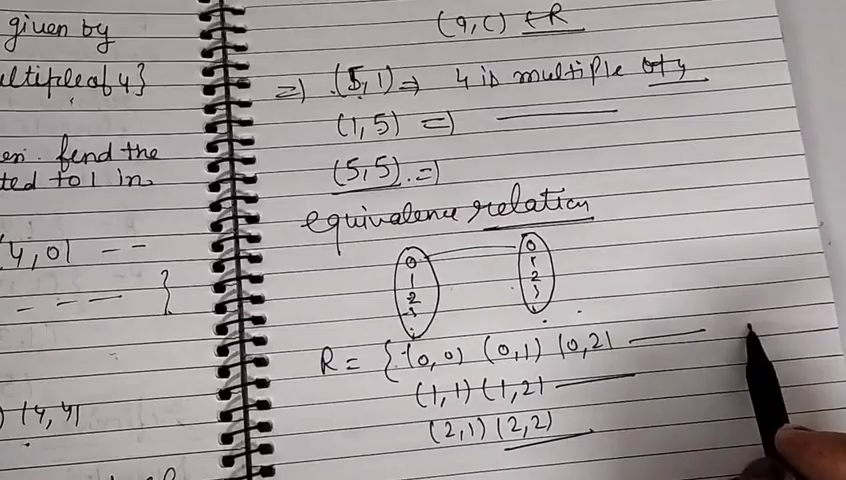 given by
ultiple of 4}
en. fend the
ted to 1 in
(4,0) --
- - - }
) (4,4)
(a,c) ∈ R
=) (5,1) => 4 is multiple of 4
(1,5) =)
(5,5) . =)
equivalence relation
0 0
1 1
2 2
3 3
R = { (0,0) (0,1) (0,2)
(1,1) (1,2)
(2,1) (2,2)